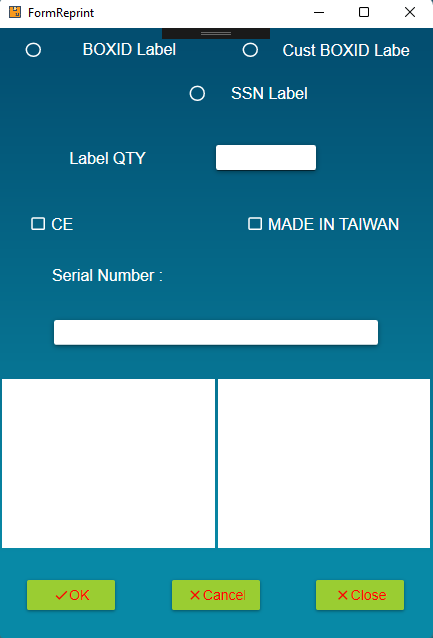 FormReprint
BOXID Label
Cust BOXID Labe
SSN Label
Label QTY
CE
MADE IN TAIWAN
Serial Number :
OK
Cancel
Close